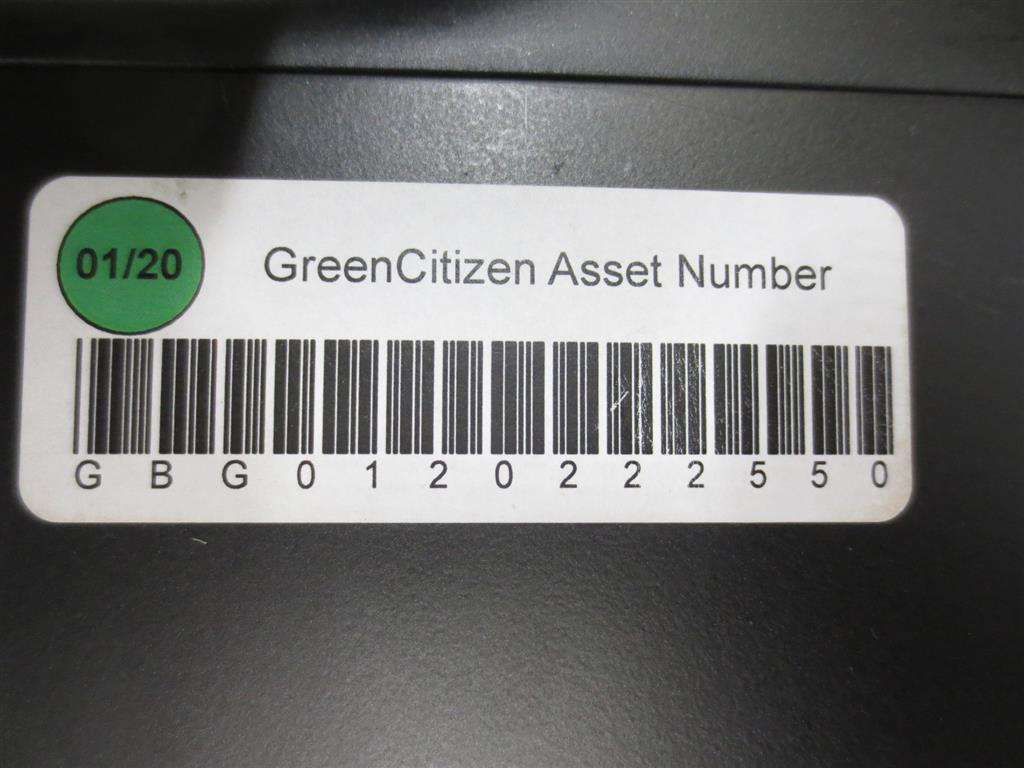 01/20
GreenCitizen Asset Number
GBG0120222550